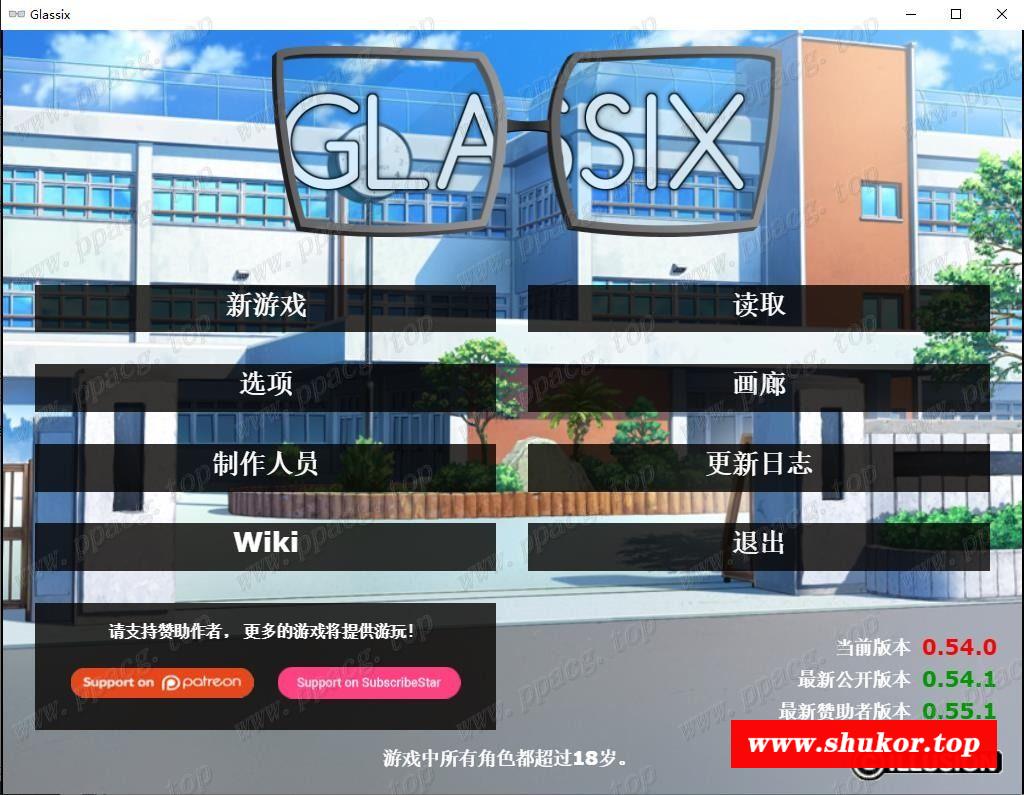 Glassix
GLASSIX
新游戏
读取
选项
画廊
制作人员
更新日志
Wiki
退出
请支持赞助作者，更多的游戏将提供游玩！
Support on patreon
Support on SubscribeStar
当前版本 0.54.0
最新公开版本 0.54.1
最新赞助者版本 0.55.1
www.shukor.top
游戏中所有角色都超过18岁。
www.ppacg.top